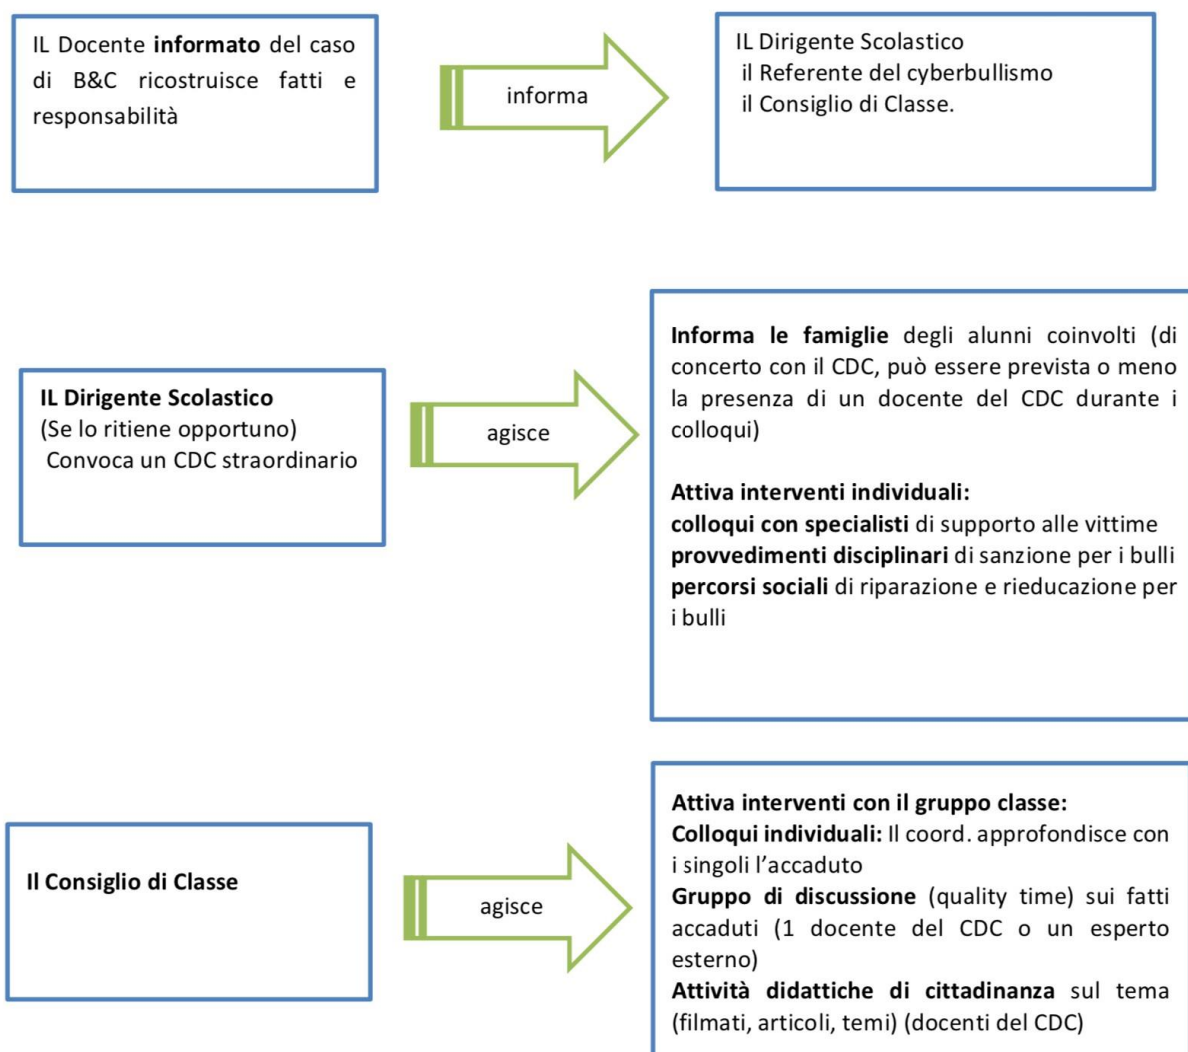 IL Docente informato del caso
di B&C ricostruisce fatti e
responsabilità
informa
IL Dirigente Scolastico
il Referente del cyberbullismo
il Consiglio di Classe.
IL Dirigente Scolastico
(Se lo ritiene opportuno)
Convoca un CDC straordinario
agisce
Informa le famiglie degli alunni coinvolti (di
concerto con il CDC, può essere prevista o meno
la presenza di un docente del CDC durante i
colloqui)
Attiva interventi individuali:
colloqui con specialisti di supporto alle vittime
provvedimenti disciplinari di sanzione per i bulli
percorsi sociali di riparazione e rieducazione per
i bulli
Il Consiglio di Classe
agisce
Attiva interventi con il gruppo classe:
Colloqui individuali: Il coord. approfondisce con
i singoli l’accaduto
Gruppo di discussione (quality time) sui fatti
accaduti (1 docente del CDC o un esperto
esterno)
Attività didattiche di cittadinanza sul tema
(filmati, articoli, temi) (docenti del CDC)